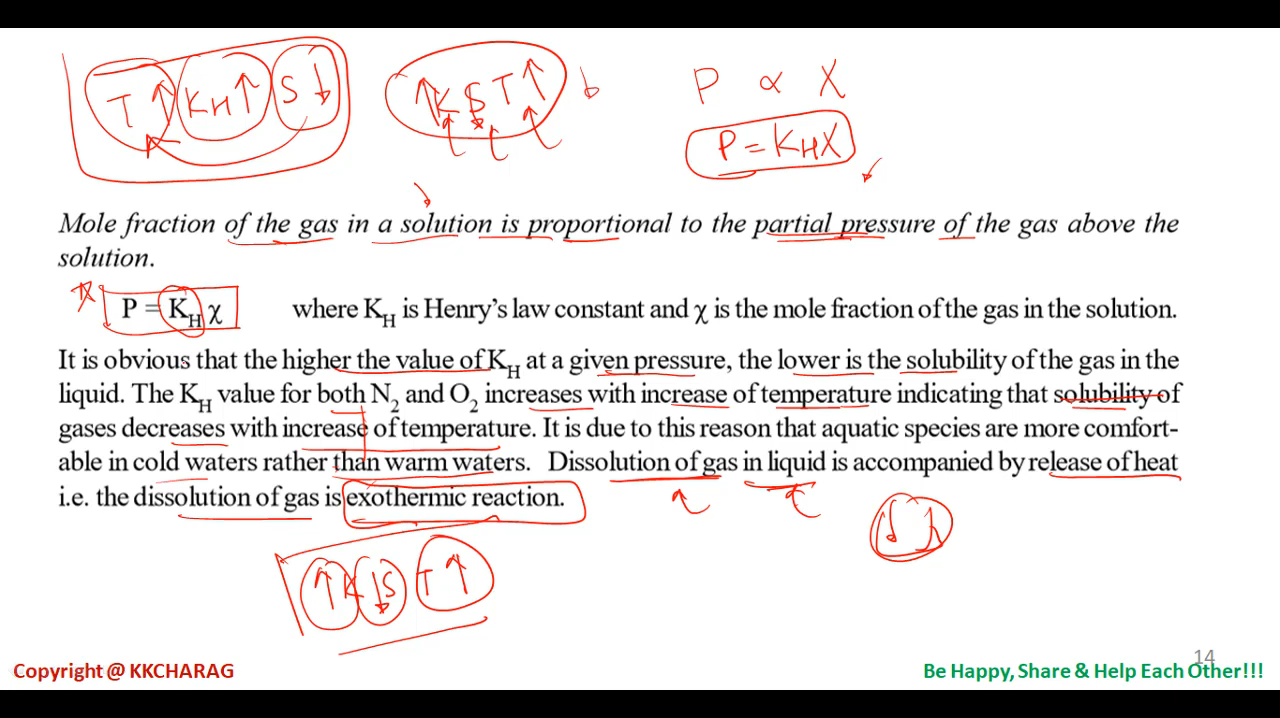 T ↑ KH ↑ S ↓
↑ K S T ↑ ↓
P ∝ X
P = KHX
Mole fraction of the gas in a solution is proportional to the partial pressure of the gas above the
solution.
P = K_H χ where K_H is Henry's law constant and χ is the mole fraction of the gas in the solution.
It is obvious that the higher the value of K_H at a given pressure, the lower is the solubility of the gas in the
liquid. The K_H value for both N₂ and O₂ increases with increase of temperature indicating that solubility of
gases decreases with increase of temperature. It is due to this reason that aquatic species are more comfort-
able in cold waters rather than warm waters. Dissolution of gas in liquid is accompanied by release of heat
i.e. the dissolution of gas is exothermic reaction.
↑ K ↓ S T ↑
14
Copyright @ KKCHARAG
Be Happy, Share & Help Each Other!!!